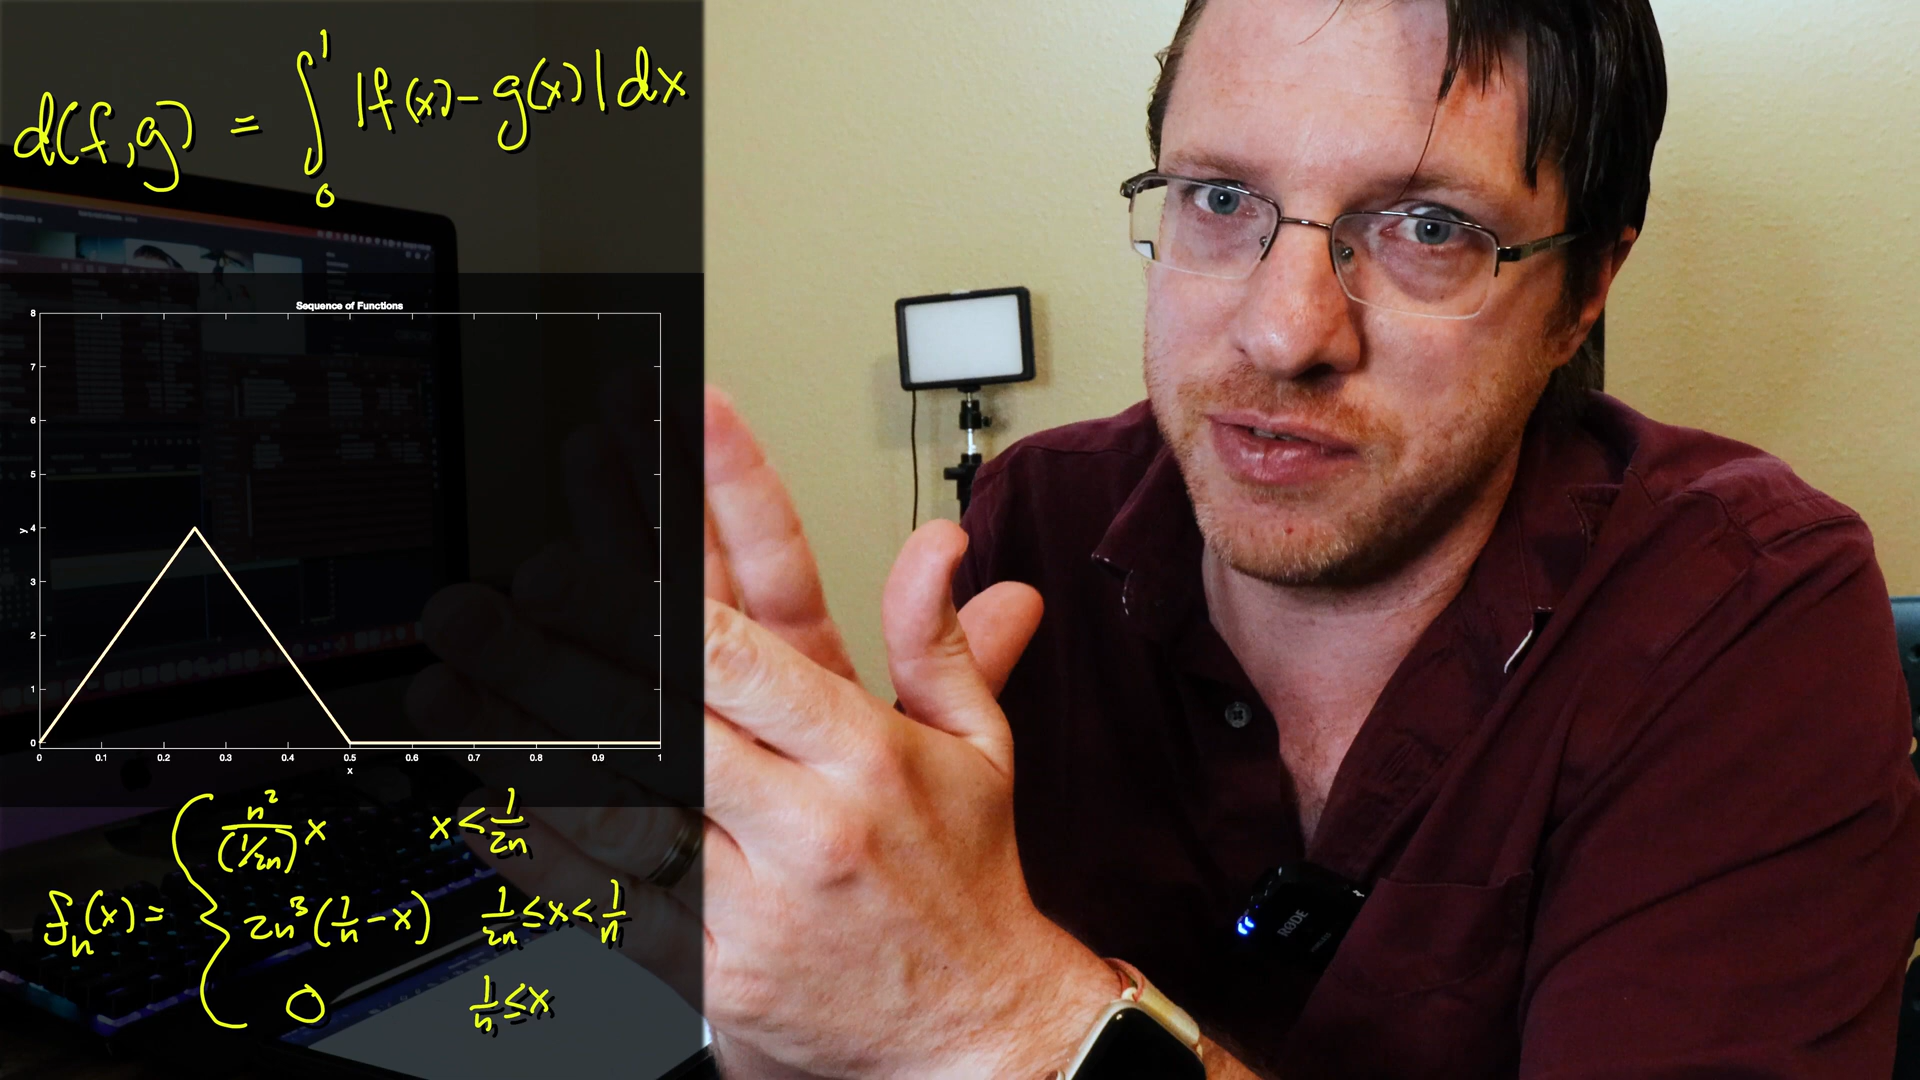 d(f,g) = ∫₀¹ |f(x)-g(x)|dx
Sequence of Functions
8
7
6
5
4
3
2
1
0
y
0 0.1 0.2 0.3 0.4 0.5 0.6 0.7 0.8 0.9 1
x
n²/(1/2n) x    x < 1/2n
fₙ(x) = { 2n³(1/n - x)    1/2n ≤ x < 1/n
0    1/n ≤ x
RØDE